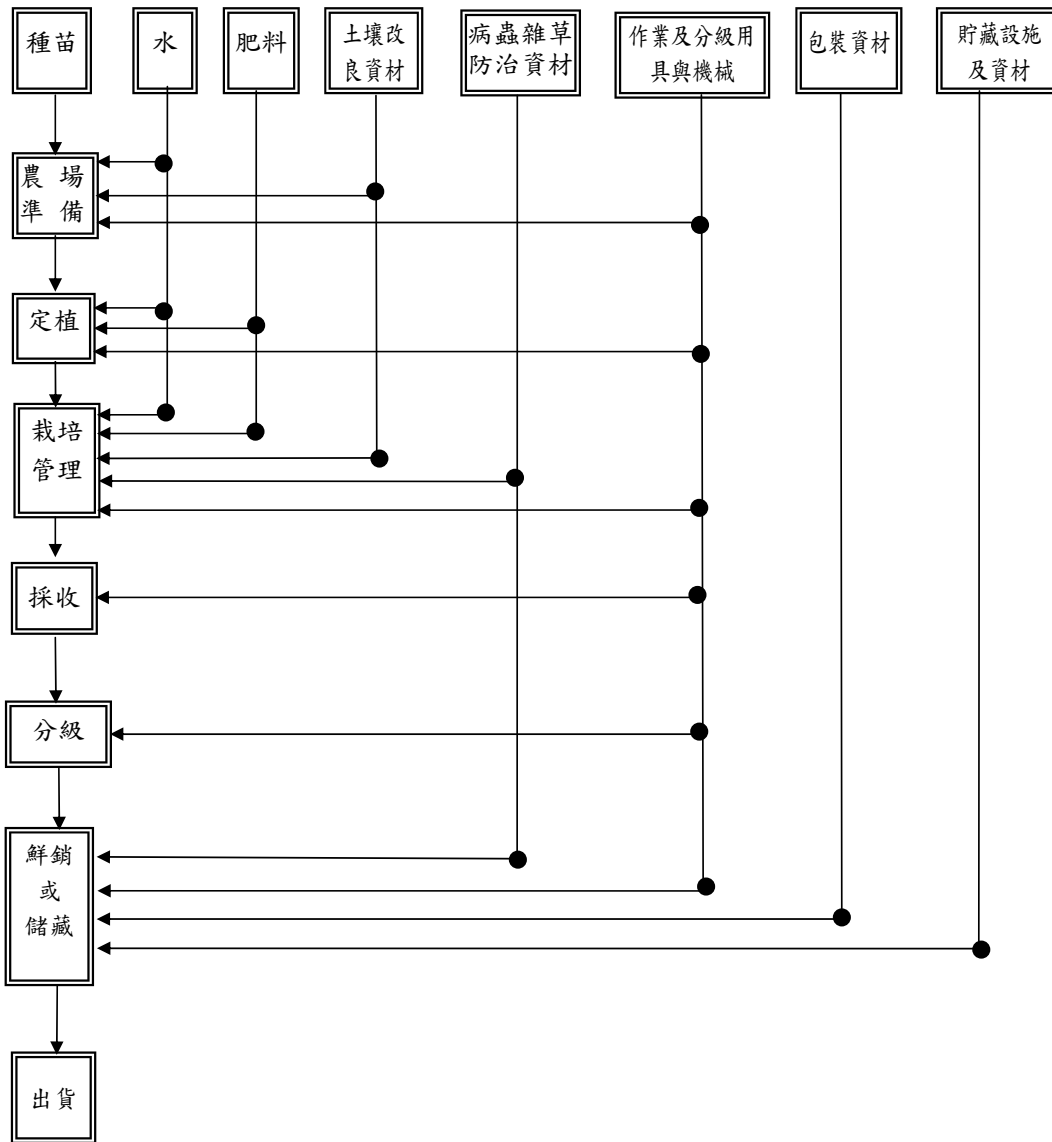 種苗
水
肥料
土壤改
良資材
病蟲雜草
防治資材
作業及分級用
具與機械
包裝資材
貯藏設施
及資材
農場
準備
定植
栽培
管理
採收
分級
鮮銷
或
儲藏
出貨